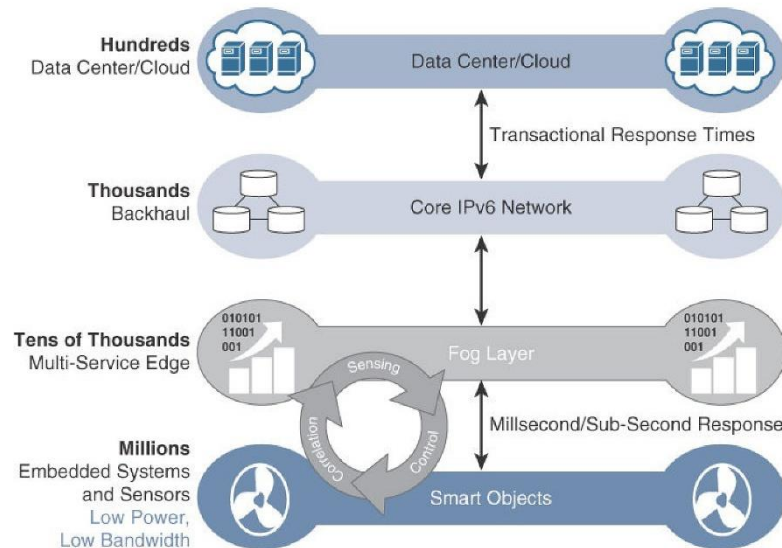 Hundreds
Data Center/Cloud
Data Center/Cloud
Transactional Response Times
Thousands
Backhaul
Core IPv6 Network
010101
11001
001
010101
11001
001
Tens of Thousands
Multi-Service Edge
Fog Layer
Sensing
Control
Correlation
Millsecond/Sub-Second Response
Millions
Embedded Systems
and Sensors
Low Power,
Low Bandwidth
Smart Objects